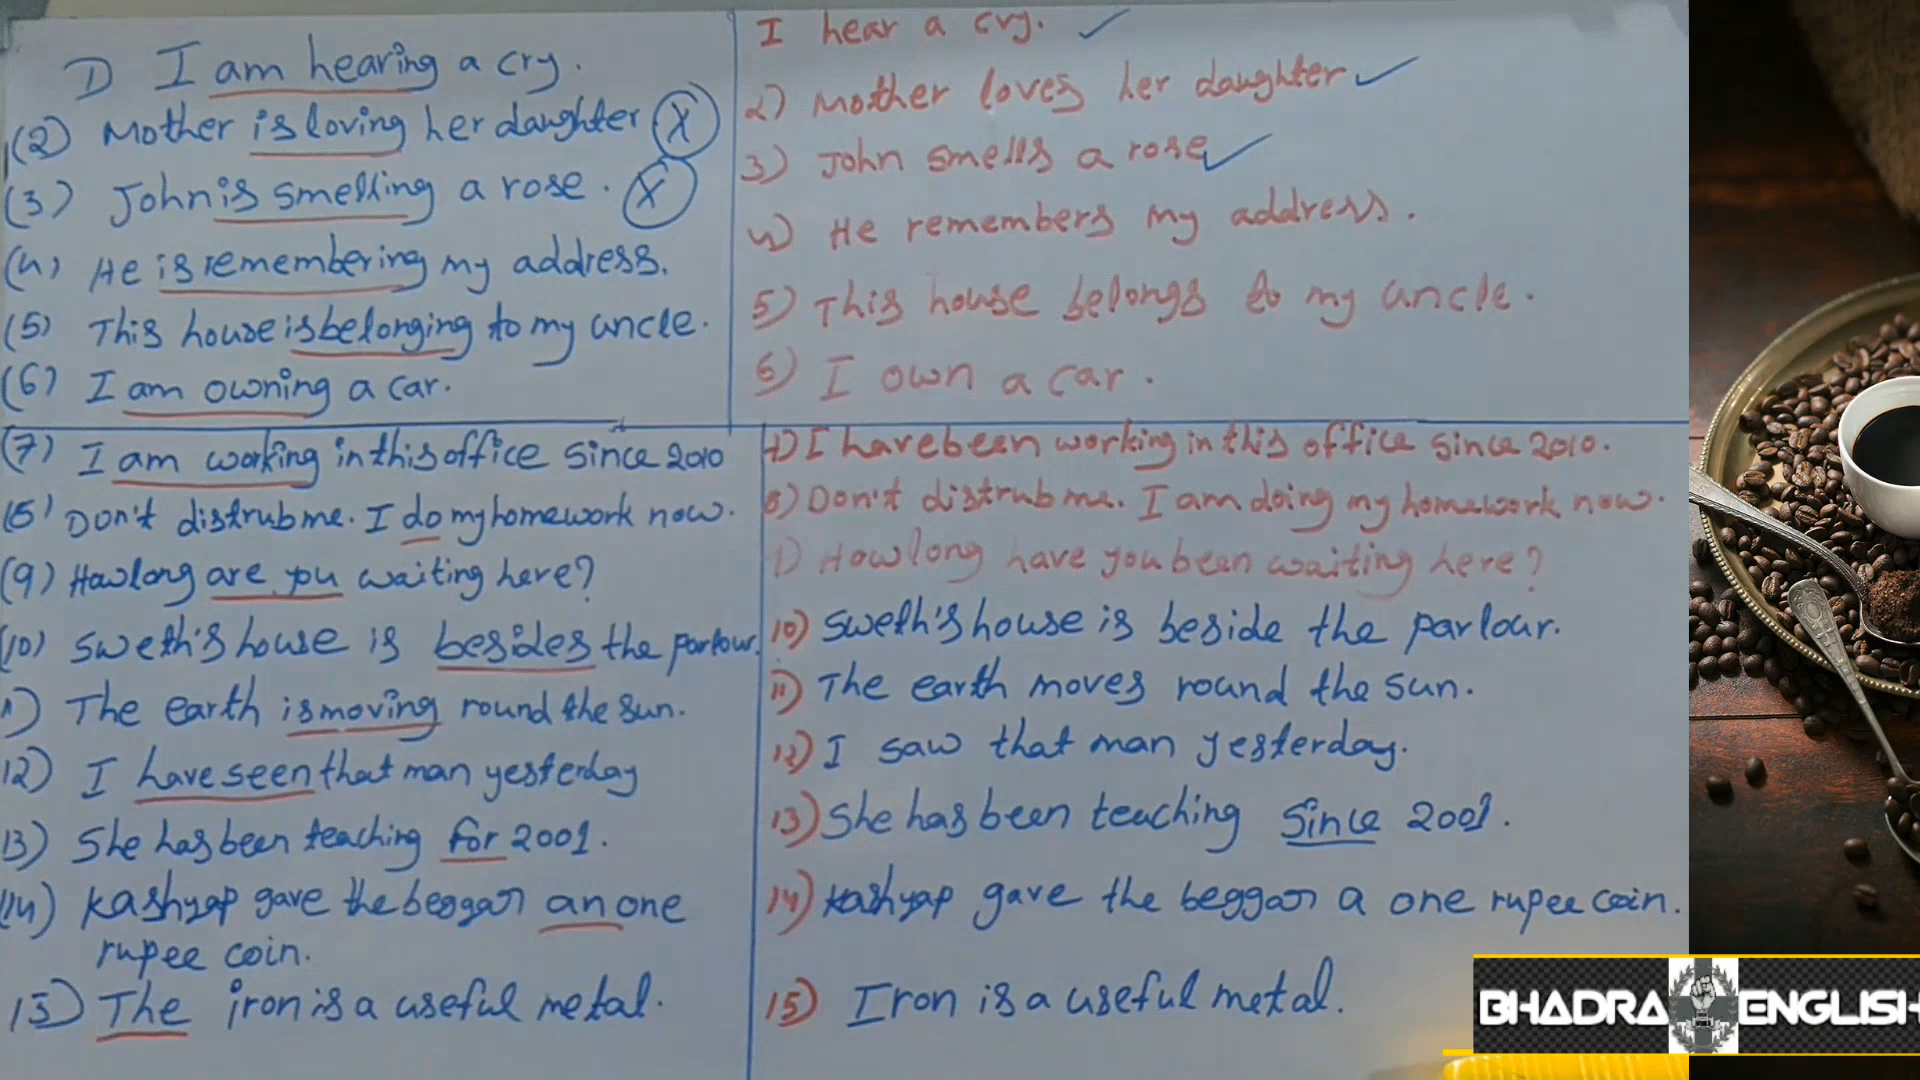 1) I am hearing a cry.
(2) Mother is loving her daughter X
(3) John is smelling a rose. X
(4) He is remembering my address.
(5) This house is belonging to my uncle.
(6) I am owning a car.
I hear a cry. ✓
2) Mother loves her daughter ✓
3) John smells a rose ✓
4) He remembers my address.
5) This house belongs to my uncle.
6) I own a car.
(7) I am working in this office since 2010
(8) Don't distrub me. I do my homework now.
(9) How long are you waiting here?
(10) Sweth's house is besides the parlour.
11) The earth is moving round the sun.
12) I have seen that man yesterday
13) She has been teaching for 2001.
(14) Kashyap gave the beggar an one
rupee coin.
15) The iron is a useful metal.
7) I have been working in this office since 2010.
8) Don't distrub me. I am doing my homework now.
9) How long have you been waiting here?
10) Sweth's house is beside the parlour.
11) The earth moves round the sun.
12) I saw that man yesterday.
13) She has been teaching since 2001.
14) Kashyap gave the beggar a one rupee coin.
15) Iron is a useful metal.
BHADRA ENGLISH